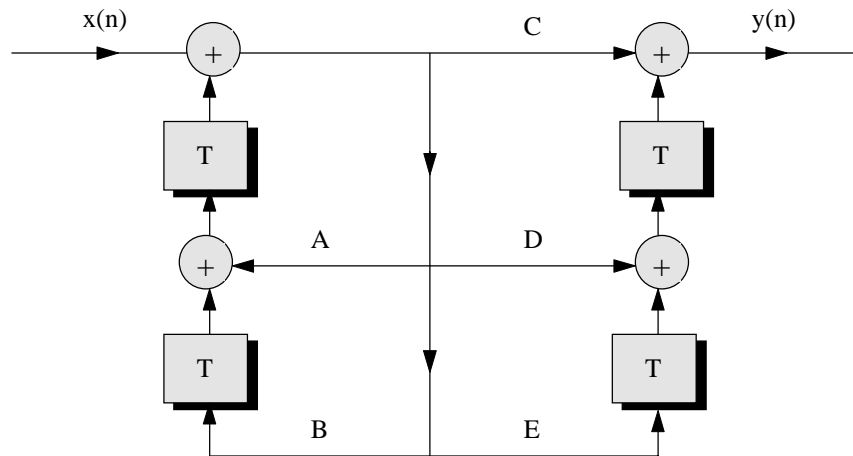 x(n) C y(n)
+ +
T T
A D
+ +
T T
B E